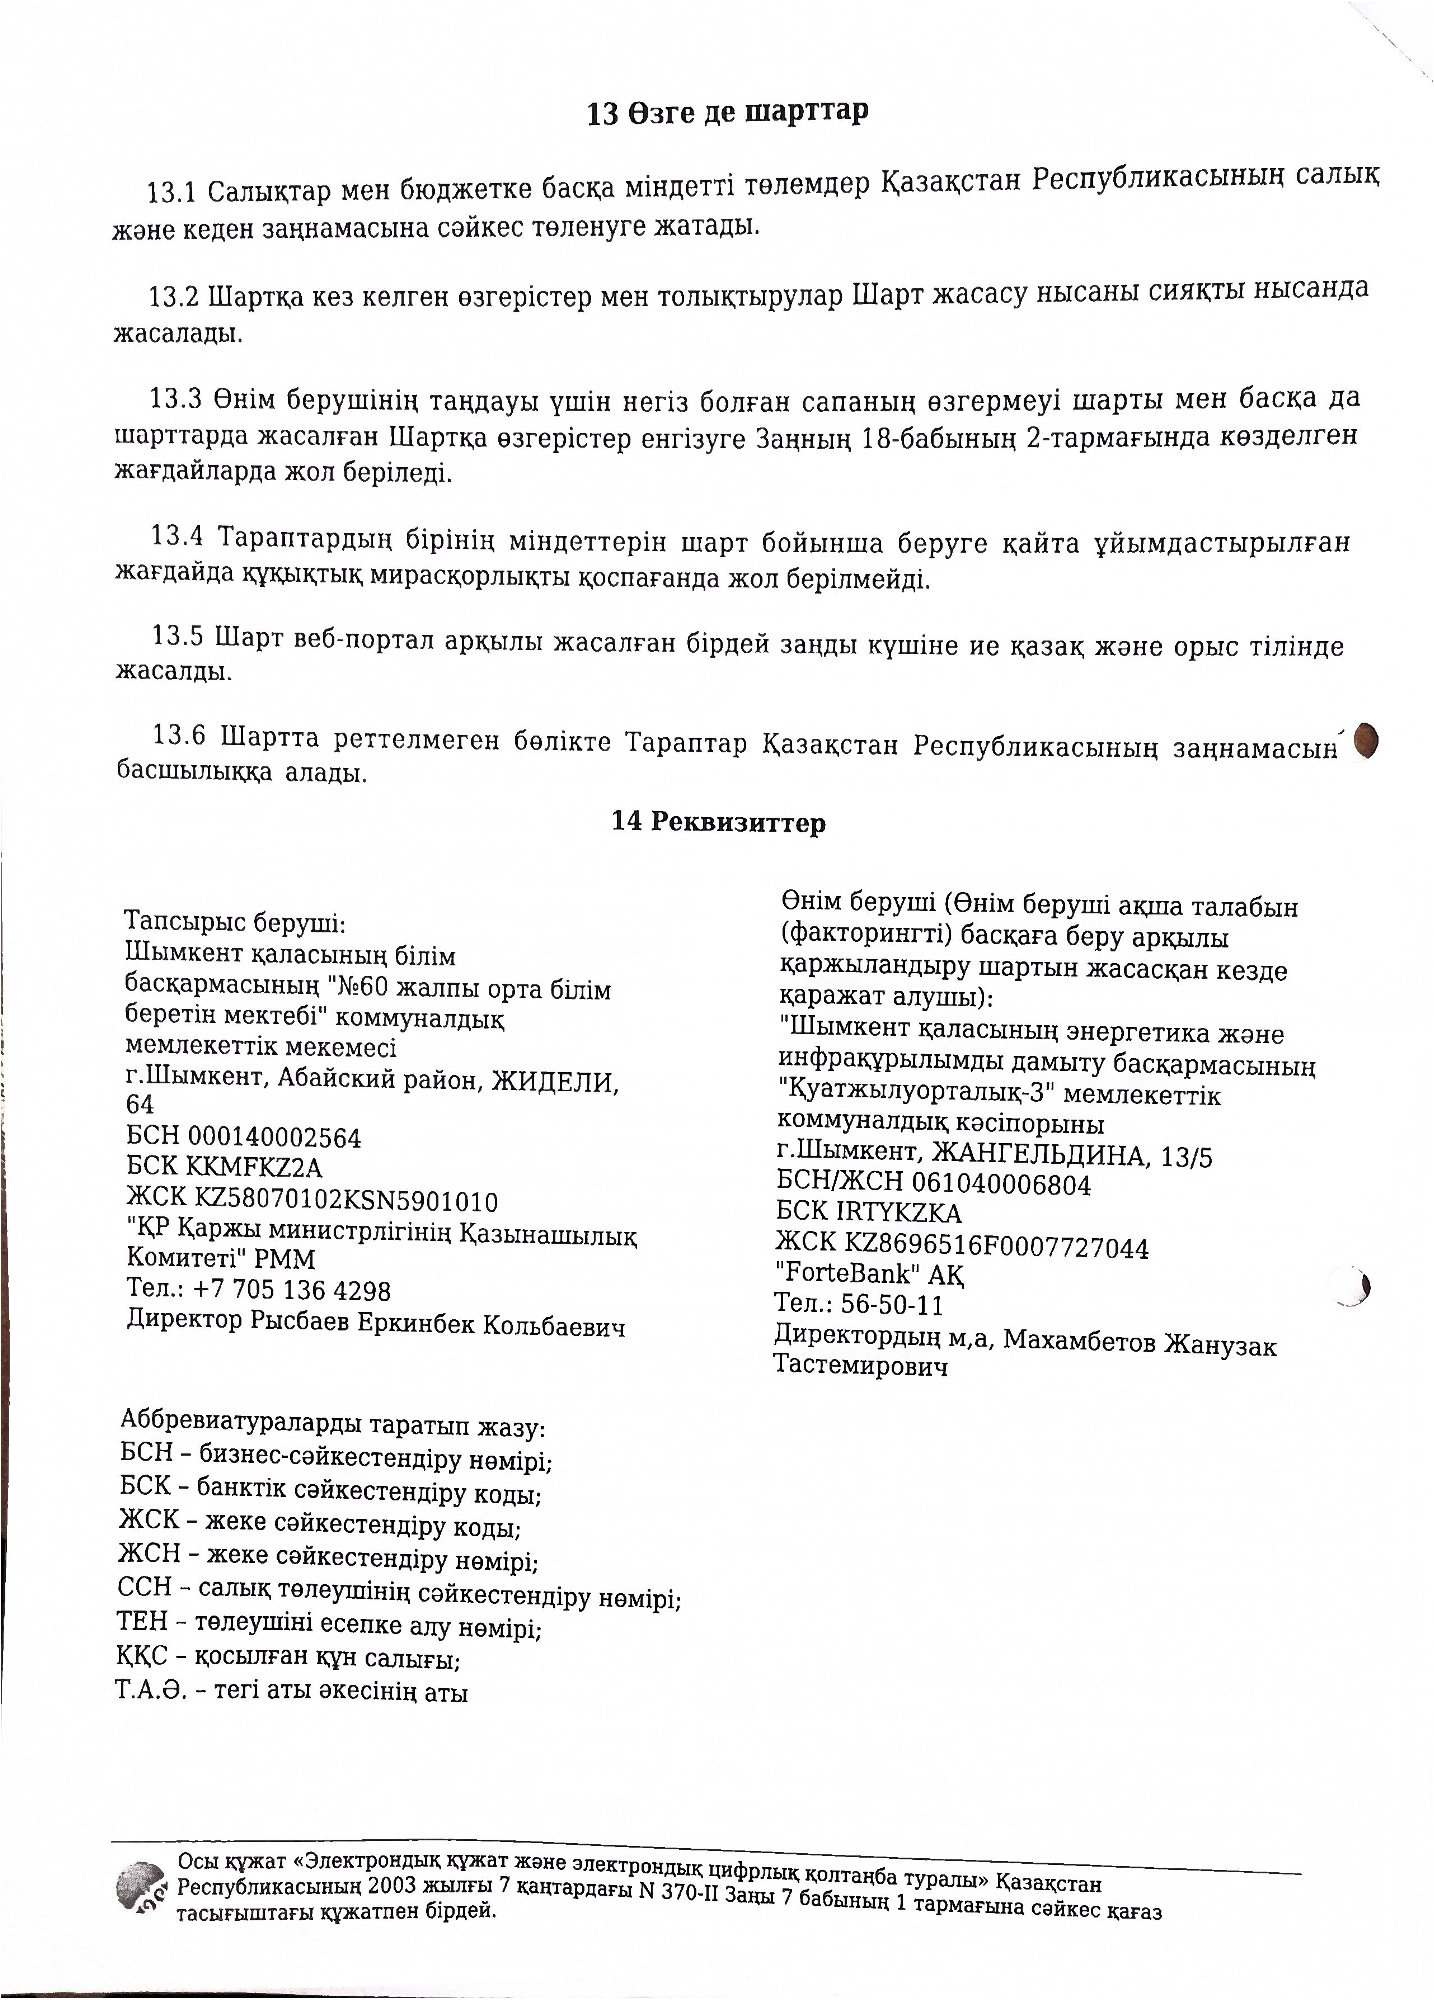 13 Өзге де шарттар
13.1 Салықтар мен бюджетке басқа міндетті төлемдер Қазақстан Республикасының салық
және кеден заңнамасына сәйкес төленуге жатады.
13.2 Шартқа кез келген өзгерістер мен толықтырулар Шарт жасасу нысаны сияқты нысанда
жасалады.
13.3 Өнім берушінің таңдауы үшін негіз болған сапаның өзгермеуі шарты мен басқа да
шарттарда жасалған Шартқа өзгерістер енгізуге Заңның 18-бабының 2-тармағында көзделген
жағдайларда жол беріледі.
13.4 Тараптардың бірінің міндеттерін шарт бойынша беруге қайта ұйымдастырылған
жағдайда құқықтық мирасқорлықты қоспағанда жол берілмейді.
13.5 Шарт веб-портал арқылы жасалған бірдей заңды күшіне ие қазақ және орыс тілінде
жасалды.
13.6 Шартта реттелмеген бөлікте Тараптар Қазақстан Республикасының заңнамасын
басшылыққа алады.
14 Реквизиттер
Тапсырыс беруші:
Шымкент қаласының білім
басқармасының "№60 жалпы орта білім
беретін мектебі" коммуналдық
мемлекеттік мекемесі
г.Шымкент, Абайский район, ЖИДЕЛИ,
64
БСН 000140002564
БСК KKMFKZ2A
ЖСК KZ58070102KSN5901010
"ҚР Қаржы министрлігінің Қазынашылық
Комитеті" РММ
Тел.: +7 705 136 4298
Директор Рысбаев Еркинбек Кольбаевич
Өнім беруші (Өнім беруші ақша талабын
(факторингті) басқаға беру арқылы
қаржыландыру шартын жасасқан кезде
қаражат алушы):
"Шымкент қаласының энергетика және
инфрақұрылымды дамыту басқармасының
"Қуатжылуорталық-3" мемлекеттік
коммуналдық кәсіпорыны
г.Шымкент, ЖАНГЕЛЬДИНА, 13/5
БСН/ЖСН 061040006804
БСК IRTYKZKA
ЖСК KZ8696516F0007727044
"ForteBank" АҚ
Тел.: 56-50-11
Директордың м,а, Махамбетов Жанузак
Тастемирович
Аббревиатураларды таратып жазу:
БСН – бизнес-сәйкестендіру нөмірі;
БСК – банктік сәйкестендіру коды;
ЖСК – жеке сәйкестендіру коды;
ЖСН – жеке сәйкестендіру нөмірі;
ССН – салық төлеушінің сәйкестендіру нөмірі;
ТЕН – төлеушіні есепке алу нөмірі;
ҚҚС – қосылған құн салығы;
Т.А.Ә. – тегі аты әкесінің аты
Осы құжат «Электрондық құжат және электрондық цифрлық қолтаңба туралы» Қазақстан
Республикасының 2003 жылғы 7 қаңтардағы N 370-II Заңы 7 бабының 1 тармағына сәйкес қағаз
тасығыштағы құжатпен бірдей.